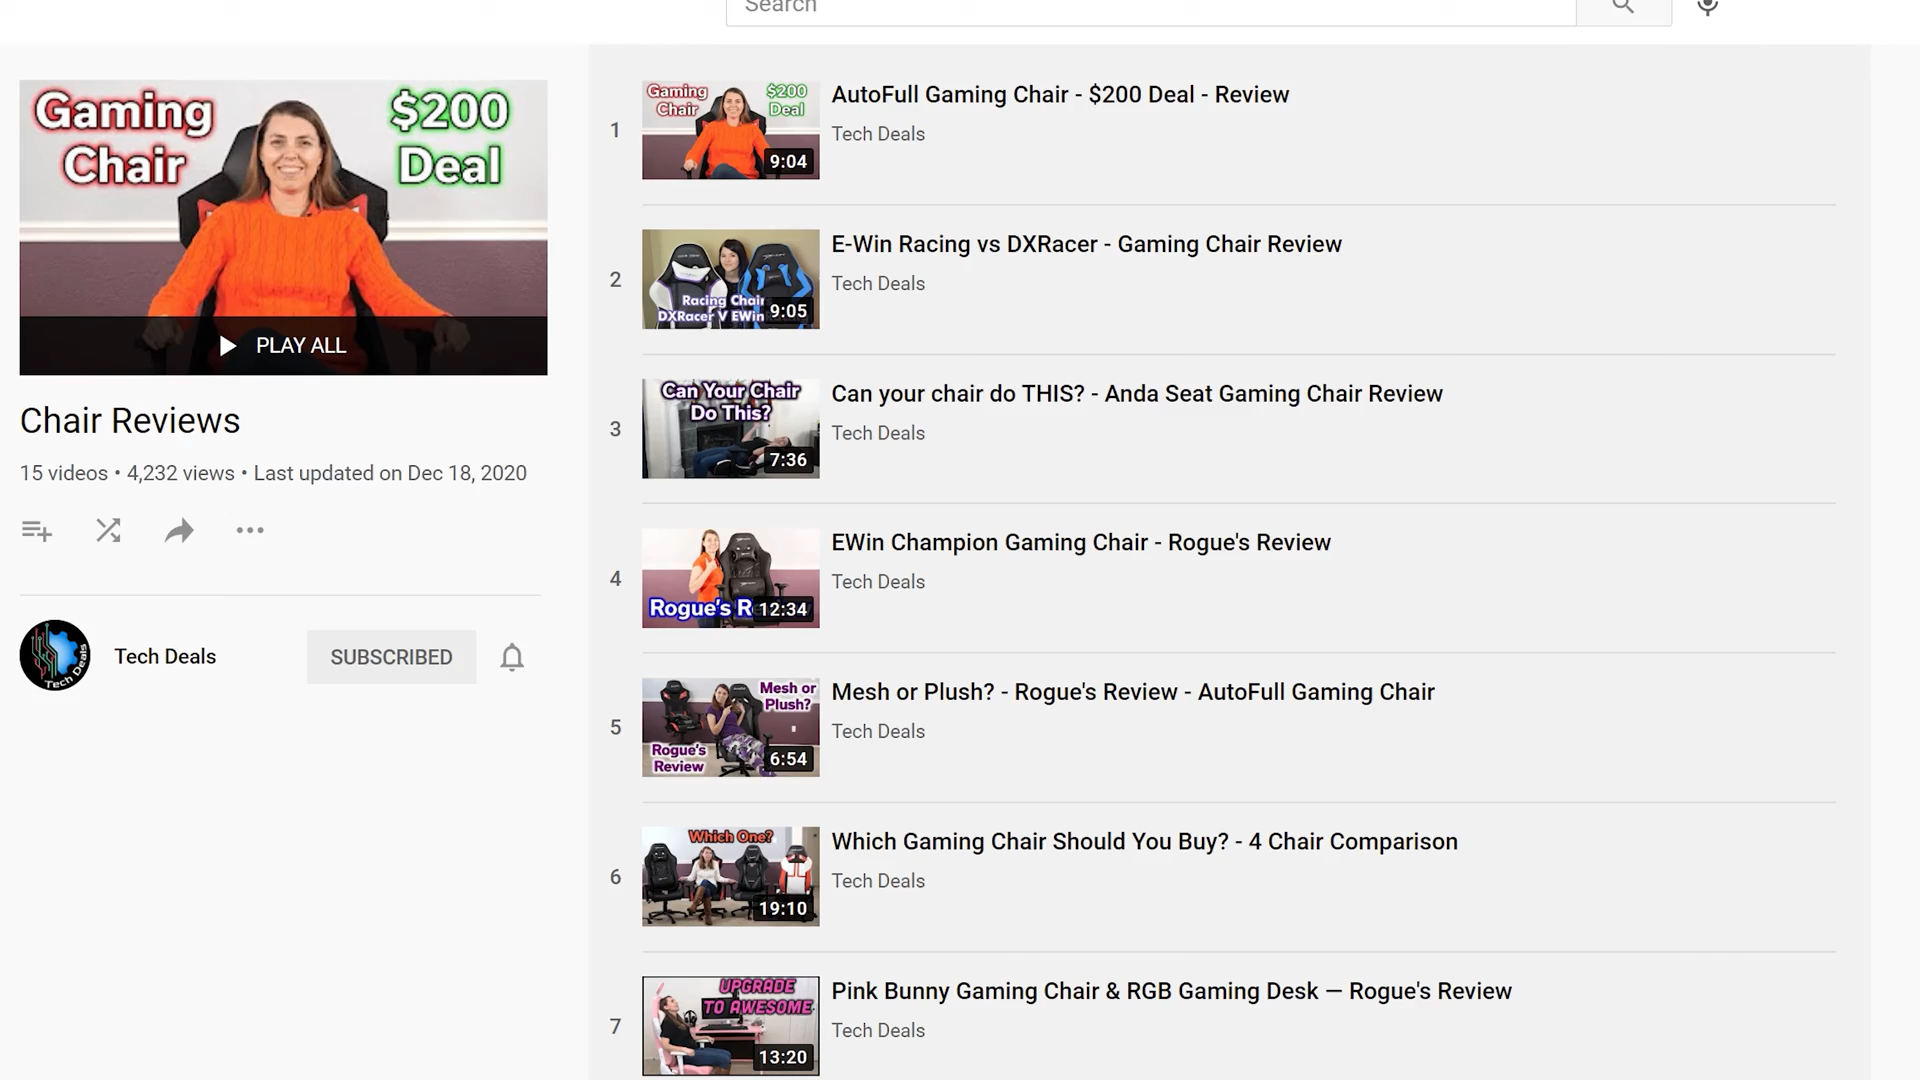 Search
Gaming
Chair
$200
Deal
PLAY ALL
Chair Reviews
15 videos • 4,232 views • Last updated on Dec 18, 2020
Tech Deals
Tech Deals
SUBSCRIBED
1
Gaming
Chair
$200
Deal
9:04
AutoFull Gaming Chair - $200 Deal - Review
Tech Deals
2
Racing Chair
DXRacer V EWin
9:05
E-Win Racing vs DXRacer - Gaming Chair Review
Tech Deals
3
Can Your Chair
Do This?
7:36
Can your chair do THIS? - Anda Seat Gaming Chair Review
Tech Deals
4
Rogue's R
12:34
EWin Champion Gaming Chair - Rogue's Review
Tech Deals
5
Mesh or
Plush?
Rogue's
Review
6:54
Mesh or Plush? - Rogue's Review - AutoFull Gaming Chair
Tech Deals
6
Which One?
19:10
Which Gaming Chair Should You Buy? - 4 Chair Comparison
Tech Deals
7
UPGRADE
TO AWESOME
13:20
Pink Bunny Gaming Chair & RGB Gaming Desk — Rogue's Review
Tech Deals